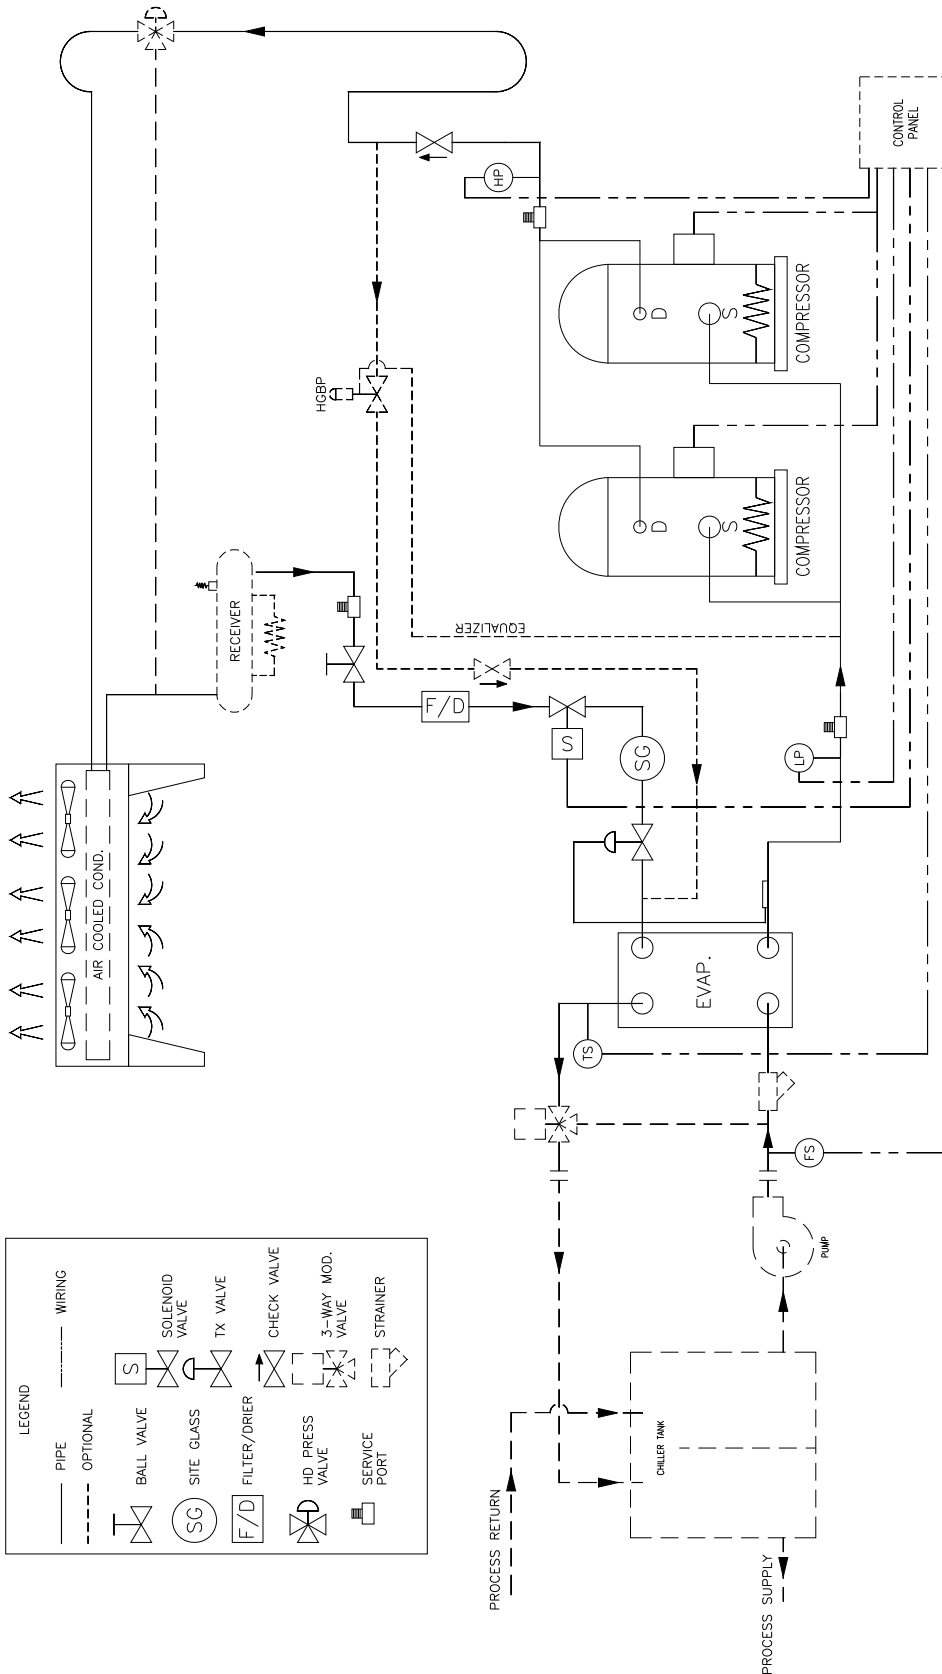 CONTROL
PANEL
HP
HGBP
D
S
COMPRESSOR
D
S
COMPRESSOR
RECEIVER
EQUALIZER
F/D
S
SG
LP
AIR COOLED COND.
EVAP.
TS
FS
PUMP
CHILLER TANK
PROCESS RETURN
PROCESS SUPPLY
LEGEND
PIPE
WIRING
OPTIONAL
BALL VALVE
S
SOLENOID
VALVE
SG
SITE GLASS
TX VALVE
F/D
FILTER/DRIER
CHECK VALVE
HD PRESS
VALVE
3-WAY MOD.
VALVE
SERVICE
PORT
STRAINER